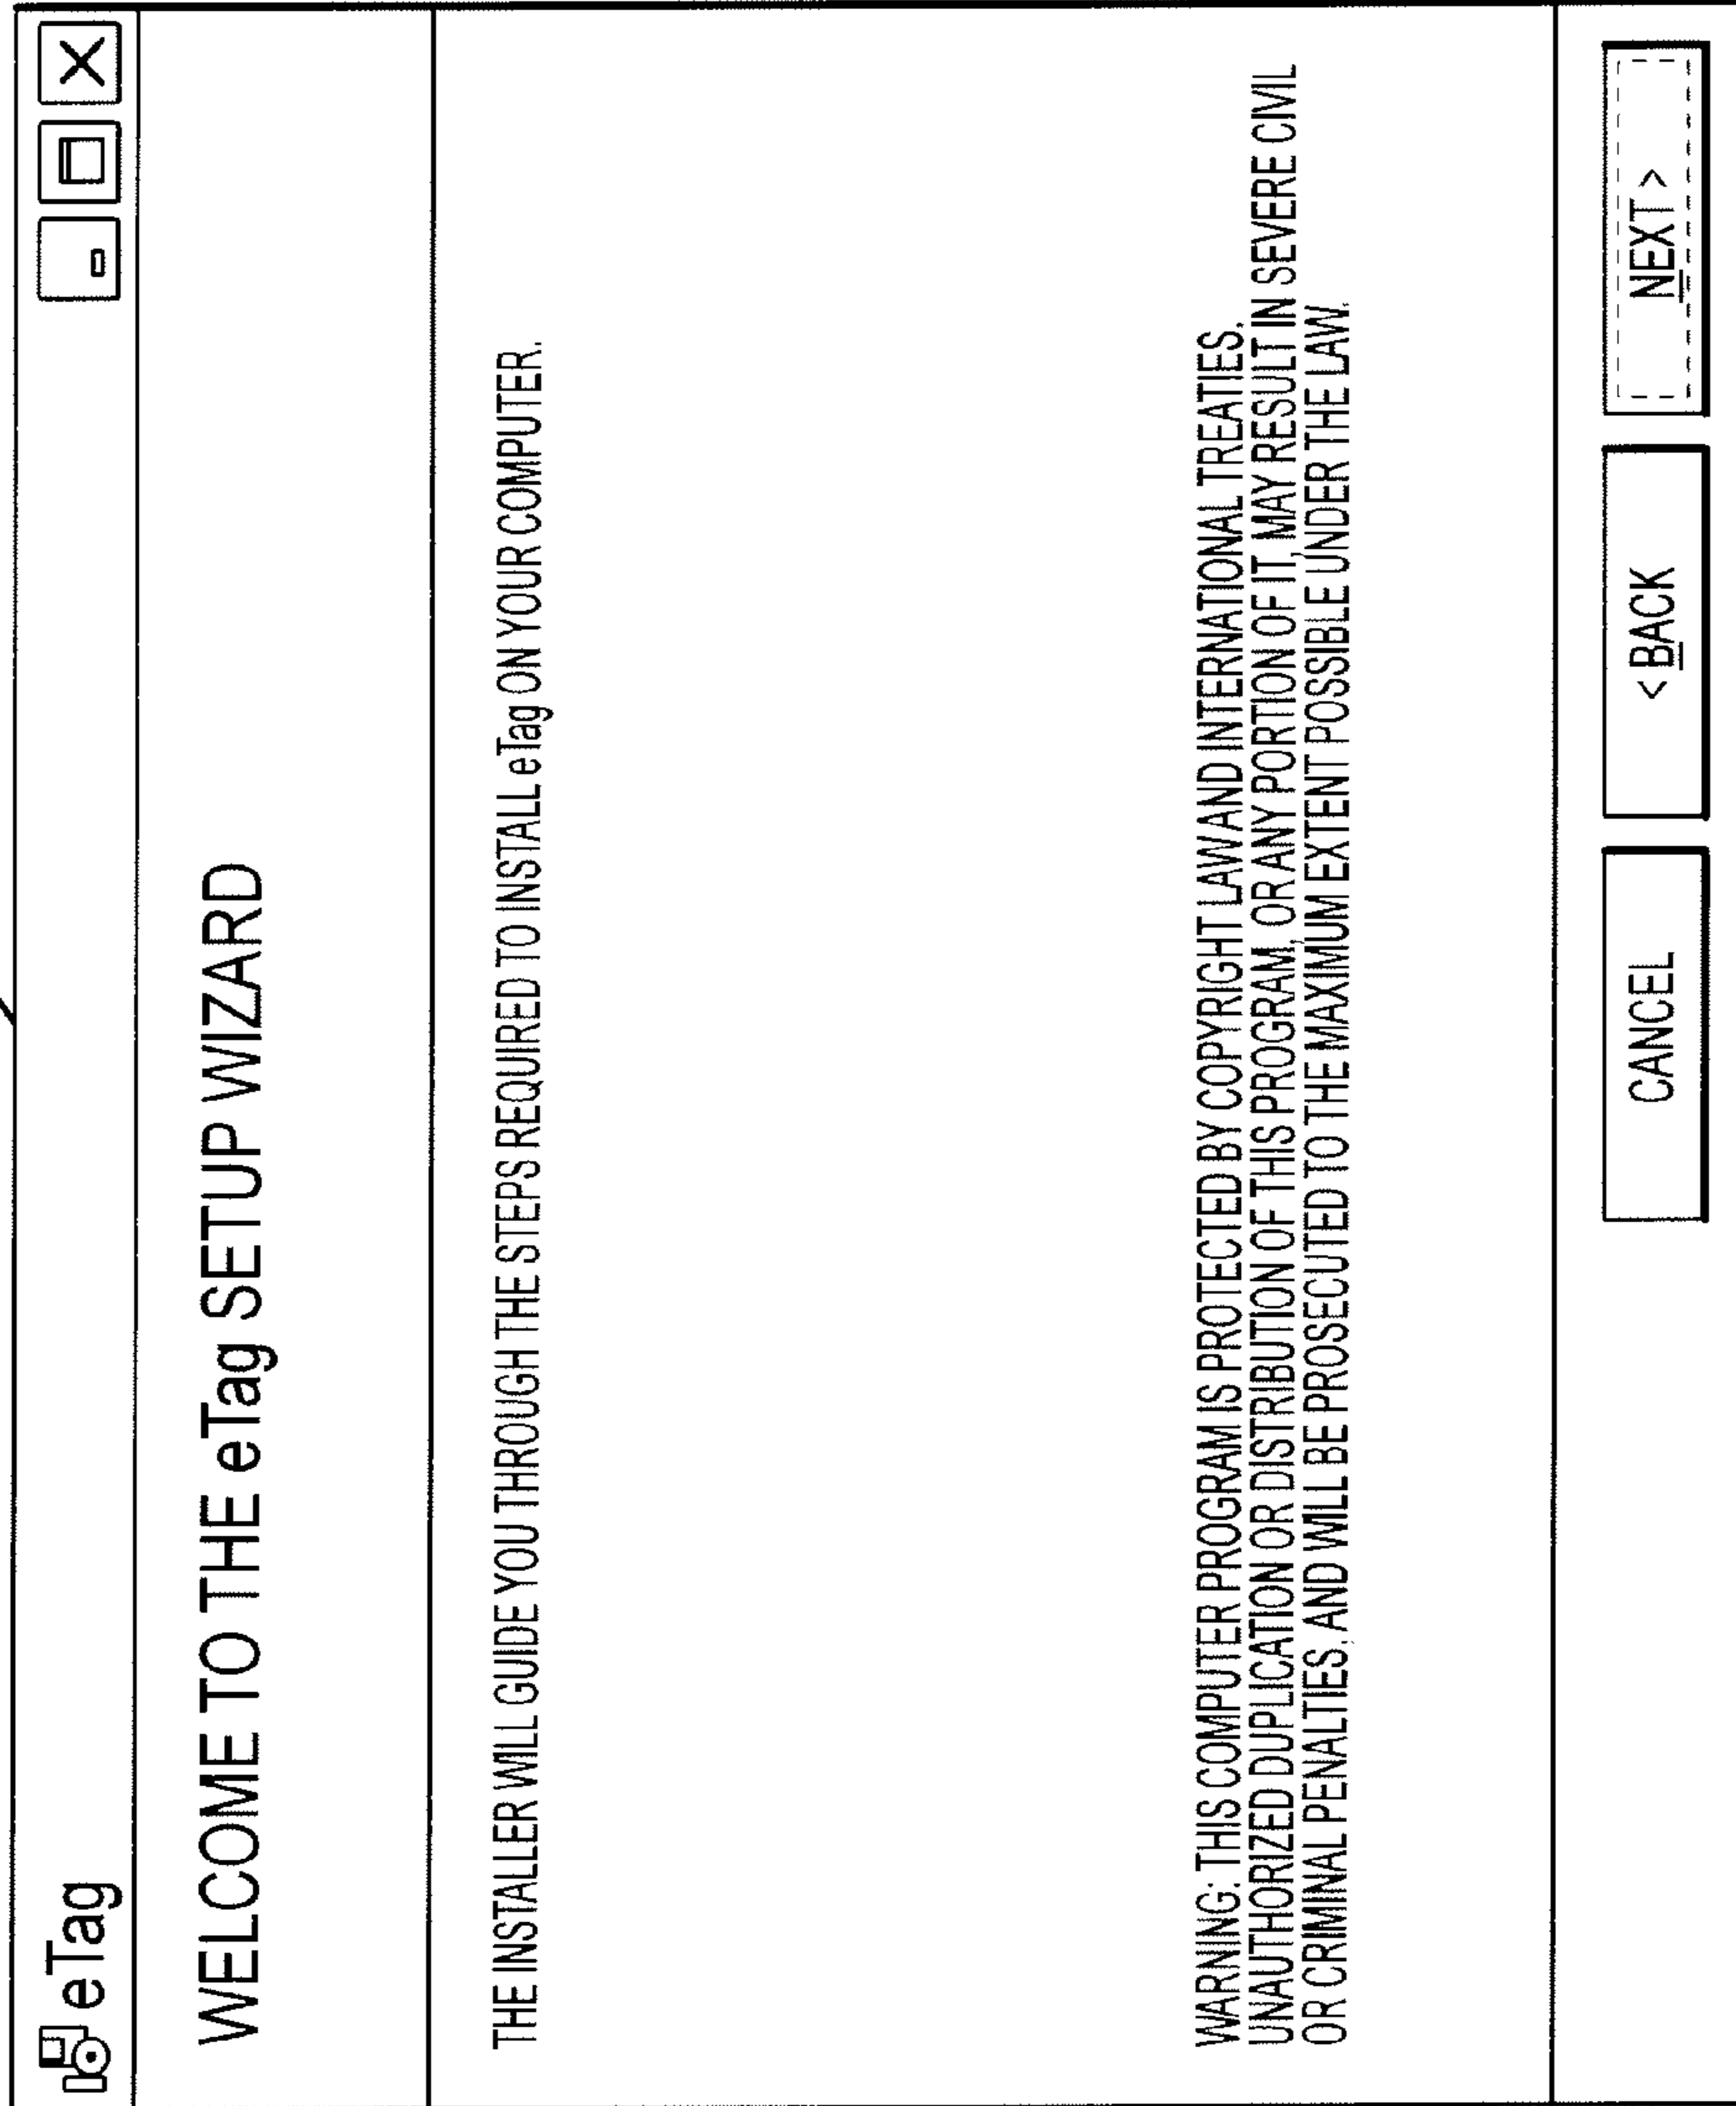 eTag
WELCOME TO THE eTag SETUP WIZARD
THE INSTALLER WILL GUIDE YOU THROUGH THE STEPS REQUIRED TO INSTALL eTag ON YOUR COMPUTER.
WARNING: THIS COMPUTER PROGRAM IS PROTECTED BY COPYRIGHT LAW AND INTERNATIONAL TREATIES.
UNAUTHORIZED DUPLICATION OR DISTRIBUTION OF THIS PROGRAM, OR ANY PORTION OF IT, MAY RESULT IN SEVERE CIVIL
OR CRIMINAL PENALTIES, AND WILL BE PROSECUTED TO THE MAXIMUM EXTENT POSSIBLE UNDER THE LAW.
CANCEL
< BACK
NEXT >